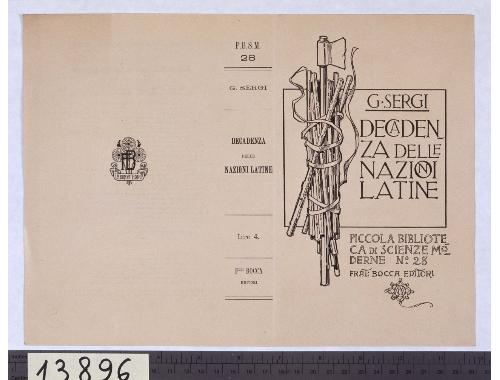 P. B. S. M.
28
G. SERGI
DECADENZA
DELLE
NAZIONI LATINE
Lire 4.
F.lli BOCCA
EDITORI
G. SERGI
DECADEN
ZA DELLE
NAZIONI
LATINE
PICCOLA BIBLIOTE
CA DI SCIENZE MO
DERNE No. 28
FRAT. BOCCA EDITORI
13896